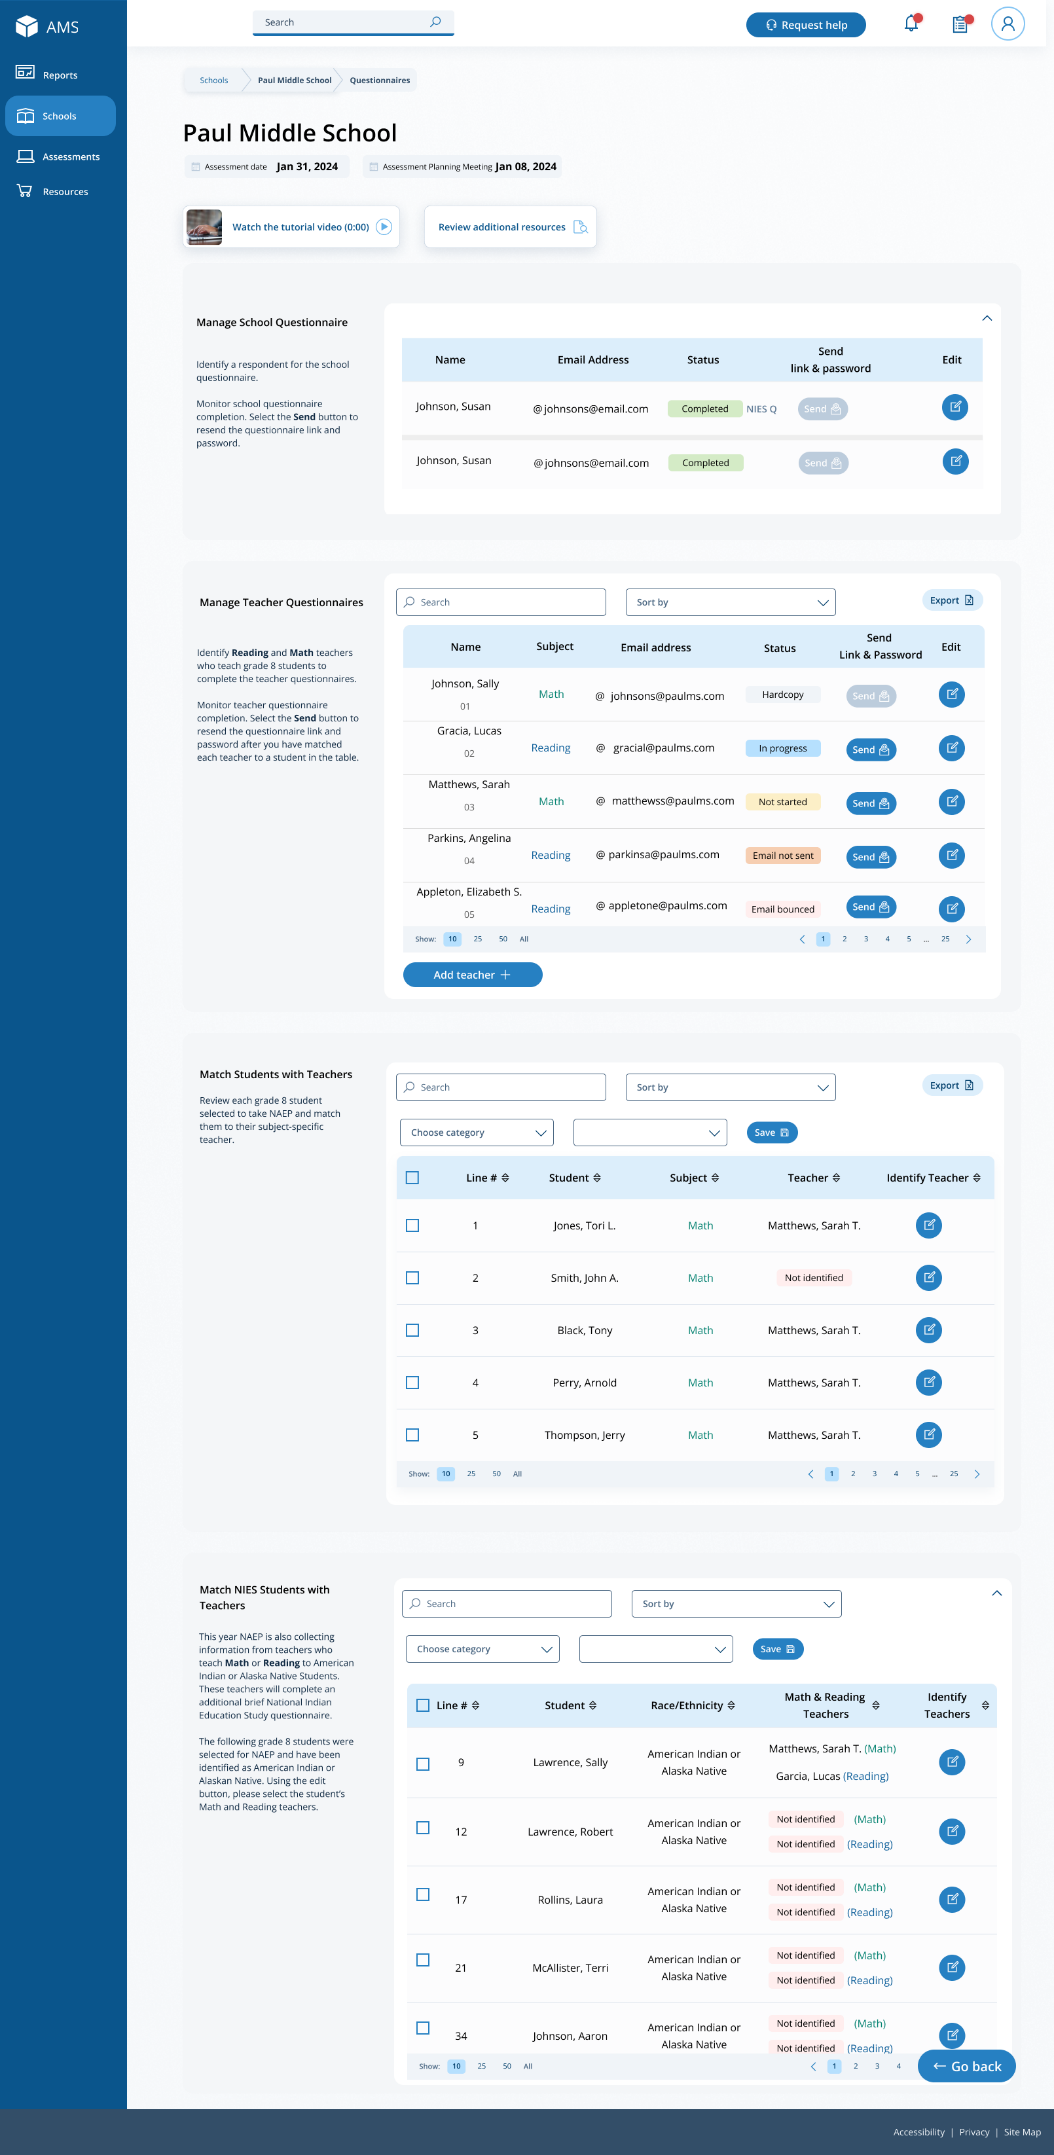 AMS
Search
Request help
Reports
Schools
Assessments
Resources
Schools
Paul Middle School
Questionnaires
Paul Middle School
Assessment date Jan 31, 2024
Assessment Planning Meeting Jan 08, 2024
Watch the tutorial video (0:00)
Review additional resources
Manage School Questionnaire
Identify a respondent for the school
questionnaire.
Monitor school questionnaire
completion. Select the Send button to
resend the questionnaire link and
password.
Name Email Address Status Send link & password Edit
Johnson, Susan @johnsons@email.com Completed NIES Q Send
Johnson, Susan @johnsons@email.com Completed Send
Manage Teacher Questionnaires
Identify Reading and Math teachers
who teach grade 8 students to
complete the teacher questionnaires.
Monitor teacher questionnaire
completion. Select the Send button to
resend the questionnaire link and
password after you have matched
each teacher to a student in the table.
Search
Sort by
Export
Name Subject Email address Status Send Link & Password Edit
Johnson, Sally
01
Math @ johnsons@paulms.com Hardcopy Send
Gracia, Lucas
02
Reading @ gracial@paulms.com In progress Send
Matthews, Sarah
03
Math @ matthewss@paulms.com Not started Send
Parkins, Angelina
04
Reading @ parkinsa@paulms.com Email not sent Send
Appleton, Elizabeth S.
05
Reading @ appletone@paulms.com Email bounced Send
Show: 10 25 50 All
1 2 3 4 5 ... 25
Add teacher
Match Students with Teachers
Review each grade 8 student
selected to take NAEP and match
them to their subject-specific
teacher.
Search
Sort by
Export
Choose category
Save
Line # Student Subject Teacher Identify Teacher
1 Jones, Tori L. Math Matthews, Sarah T.
2 Smith, John A. Math Not identified
3 Black, Tony Math Matthews, Sarah T.
4 Perry, Arnold Math Matthews, Sarah T.
5 Thompson, Jerry Math Matthews, Sarah T.
Show: 10 25 50 All
1 2 3 4 5 ... 25
Match NIES Students with
Teachers
This year NAEP is also collecting
information from teachers who
teach Math or Reading to American
Indian or Alaska Native Students.
These teachers will complete an
additional brief National Indian
Education Study questionnaire.
The following grade 8 students were
selected for NAEP and have been
identified as American Indian or
Alaskan Native. Using the edit
button, please select the student's
Math and Reading teachers.
Search
Sort by
Choose category
Save
Line # Student Race/Ethnicity Math & Reading Teachers Identify Teachers
9 Lawrence, Sally American Indian or Alaska Native
Matthews, Sarah T. (Math)
Garcia, Lucas (Reading)
12 Lawrence, Robert American Indian or Alaska Native
Not identified (Math)
Not identified (Reading)
17 Rollins, Laura American Indian or Alaska Native
Not identified (Math)
Not identified (Reading)
21 McAllister, Terri American Indian or Alaska Native
Not identified (Math)
Not identified (Reading)
34 Johnson, Aaron American Indian or Alaska Native
Not identified (Math)
Not identified (Reading)
Show: 10 25 50 All
1 2 3 4
Go back
Accessibility | Privacy | Site Map